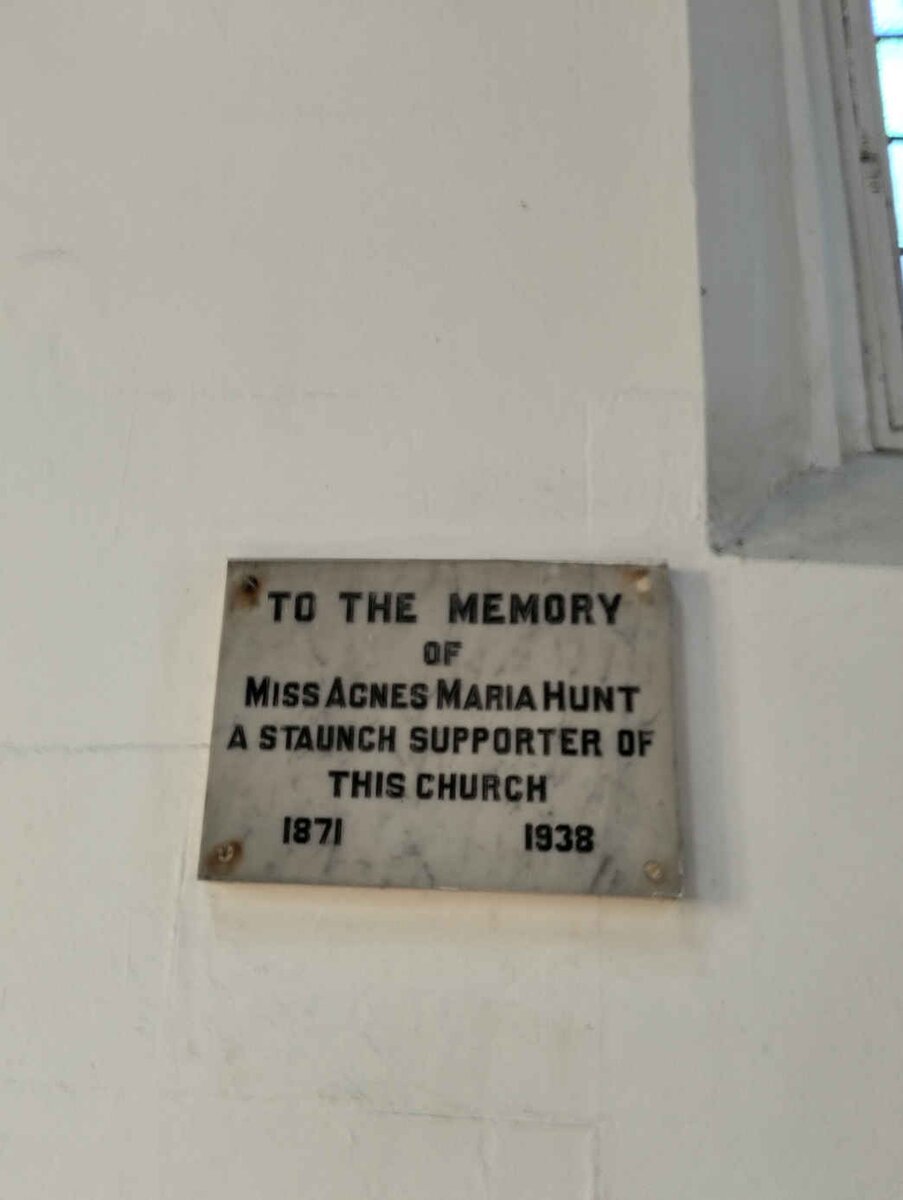 TO THE MEMORY
OF
MISS AGNES MARIA HUNT
A STAUNCH SUPPORTER OF
THIS CHURCH
1871 1938